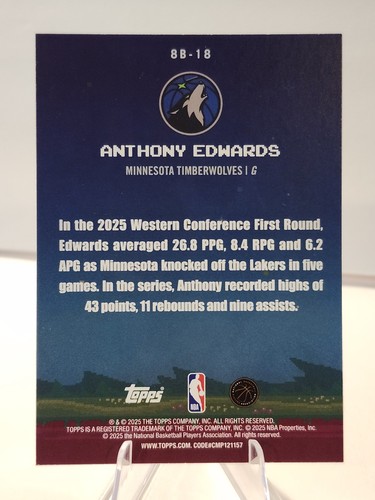 8B-18
ANTHONY EDWARDS
MINNESOTA TIMBERWOLVES | G
In the 2025 Western Conference First Round,
Edwards averaged 26.8 PPG, 8.4 RPG and 6.2
APG as Minnesota knocked off the Lakers in five
games. In the series, Anthony recorded highs of
43 points, 11 rebounds and nine assists.
Topps
NBA
® & © 2025 THE TOPPS COMPANY, INC. ALL RIGHTS RESERVED.
TOPPS IS A REGISTERED TRADEMARK OF THE TOPPS COMPANY, INC. © 2025 NBA Properties, Inc.
© 2025 the National Basketball Players Association. All rights reserved.
WWW.TOPPS.COM. CODE#CMP121157